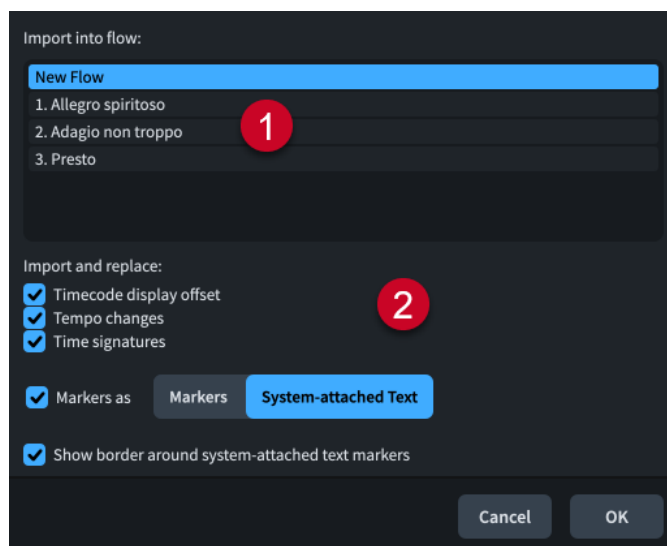 Import into flow:
New Flow
1. Allegro spiritoso
2. Adagio non troppo
1
3. Presto
Import and replace:
Timecode display offset
Tempo changes
2
Time signatures
Markers as Markers System-attached Text
Show border around system-attached text markers
Cancel OK